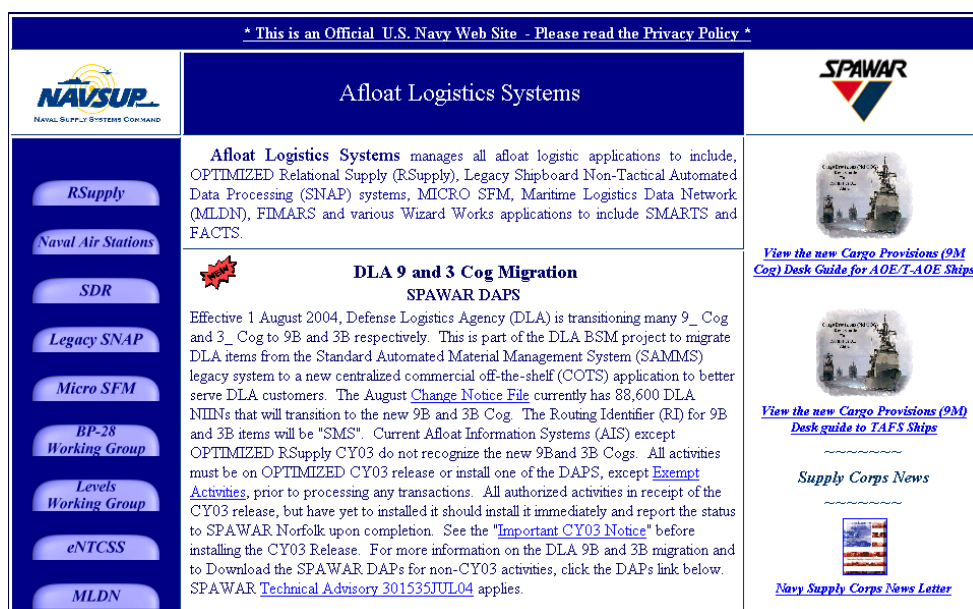 * This is an Official U.S. Navy Web Site - Please read the Privacy Policy *
NAVSUP
NAVAL SUPPLY SYSTEMS COMMAND
Afloat Logistics Systems
SPAWAR
RSupply
Naval Air Stations
SDR
Legacy SNAP
Micro SFM
BP-28
Working Group
Levels
Working Group
eNTCSS
MLDN
Afloat Logistics Systems manages all afloat logistic applications to include,
OPTIMIZED Relational Supply (RSupply), Legacy Shipboard Non-Tactical Automated
Data Processing (SNAP) systems, MICRO SFM, Maritime Logistics Data Network
(MLDN), FIMARS and various Wizard Works applications to include SMARTS and
FACTS.
NEW
DLA 9 and 3 Cog Migration
SPAWAR DAPS
Effective 1 August 2004, Defense Logistics Agency (DLA) is transitioning many 9_ Cog
and 3_ Cog to 9B and 3B respectively. This is part of the DLA BSM project to migrate
DLA items from the Standard Automated Material Management System (SAMMS)
legacy system to a new centralized commercial off-the-shelf (COTS) application to better
serve DLA customers. The August Change Notice File currently has 88,600 DLA
NIINs that will transition to the new 9B and 3B Cog. The Routing Identifier (RI) for 9B
and 3B items will be "SMS". Current Afloat Information Systems (AIS) except
OPTIMIZED RSupply CY03 do not recognize the new 9Band 3B Cogs. All activities
must be on OPTIMIZED CY03 release or install one of the DAPS, except Exempt
Activities, prior to processing any transactions. All authorized activities in receipt of the
CY03 release, but have yet to installed it should install it immediately and report the status
to SPAWAR Norfolk upon completion. See the "Important CY03 Notice" before
installing the CY03 Release. For more information on the DLA 9B and 3B migration and
to Download the SPAWAR DAPs for non-CY03 activities, click the DAPs link below.
SPAWAR Technical Advisory 301535JUL04 applies.
View the new Cargo Provisions (9M
Cog) Desk Guide for AOE/T-AOE Ships
View the new Cargo Provisions (9M)
Desk guide to TAFS Ships
~~~~~~~
Supply Corps News
~~~~~~~
Navy Supply Corps News Letter